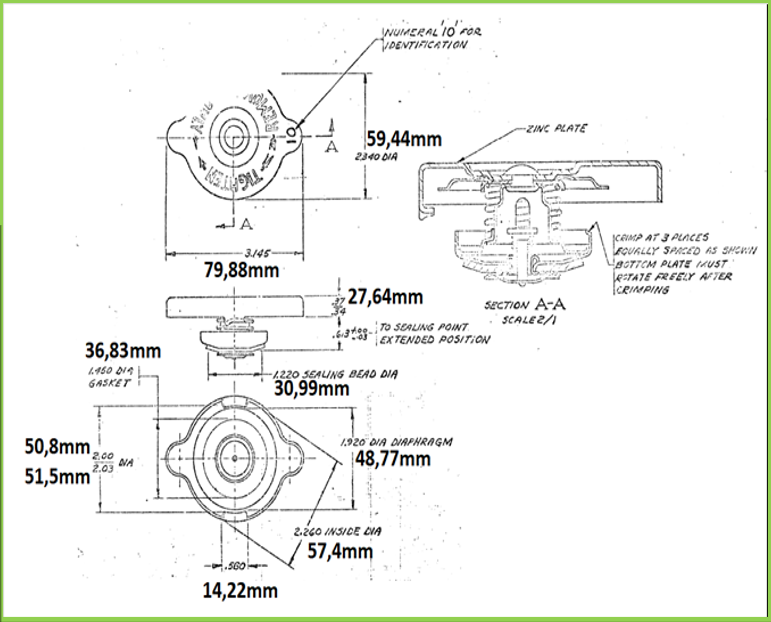 NUMERAL '10' FOR
IDENTIFICATION
10
TIGHTEN
A
A
59,44mm
2.340 DIA
3.145
79,88mm
ZINC PLATE
CRIMP AT 3 PLACES
EQUALLY SPACED AS SHOWN
BOTTOM PLATE MUST
ROTATE FREELY AFTER
CRIMPING
SECTION A-A
SCALE 2/1
27,64mm
.613 +.00
-.03
TO SEALING POINT
EXTENDED POSITION
36,83mm
1.450 DIA
GASKET
1.220 SEALING BEAD DIA
30,99mm
50,8mm
51,5mm
2.00
2.03 DIA
1.920 DIA DIAPHRAGM
48,77mm
2.260 INSIDE DIA
57,4mm
.560
14,22mm